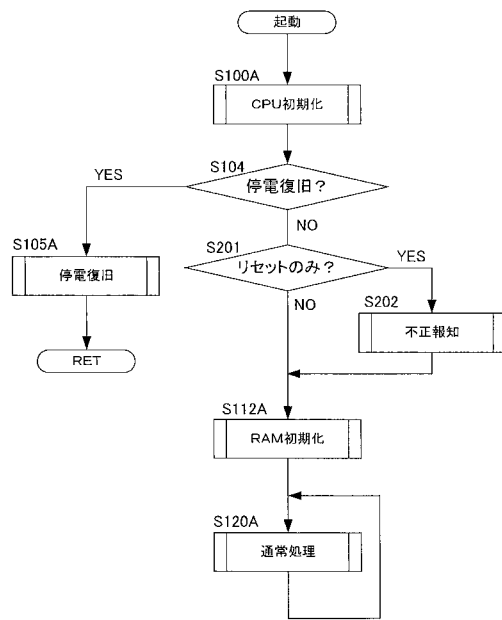 起動
S100A
CPU初期化
S104
停電復旧?
YES
NO
S105A
停電復旧
RET
S201
リセットのみ?
YES
NO
S202
不正報知
S112A
RAM初期化
S120A
通常処理